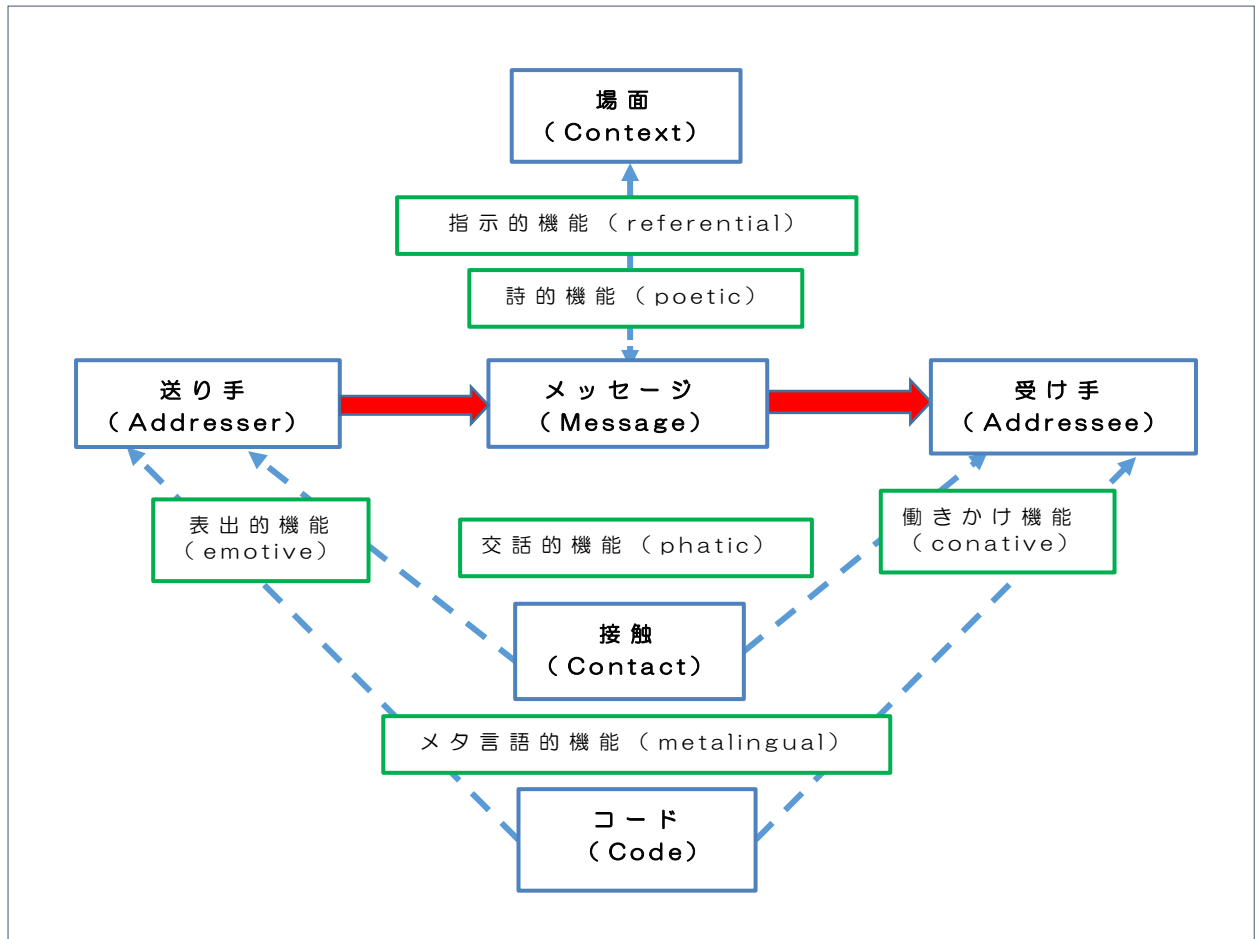 場面
(Context)
指示的機能(referential)
詩的機能(poetic)
送り手
(Addresser)
メッセージ
(Message)
受け手
(Addressee)
表出的機能
(emotive)
交話的機能(phatic)
働きかけ機能
(conative)
接触
(Contact)
メタ言語的機能(metalingual)
コード
(Code)